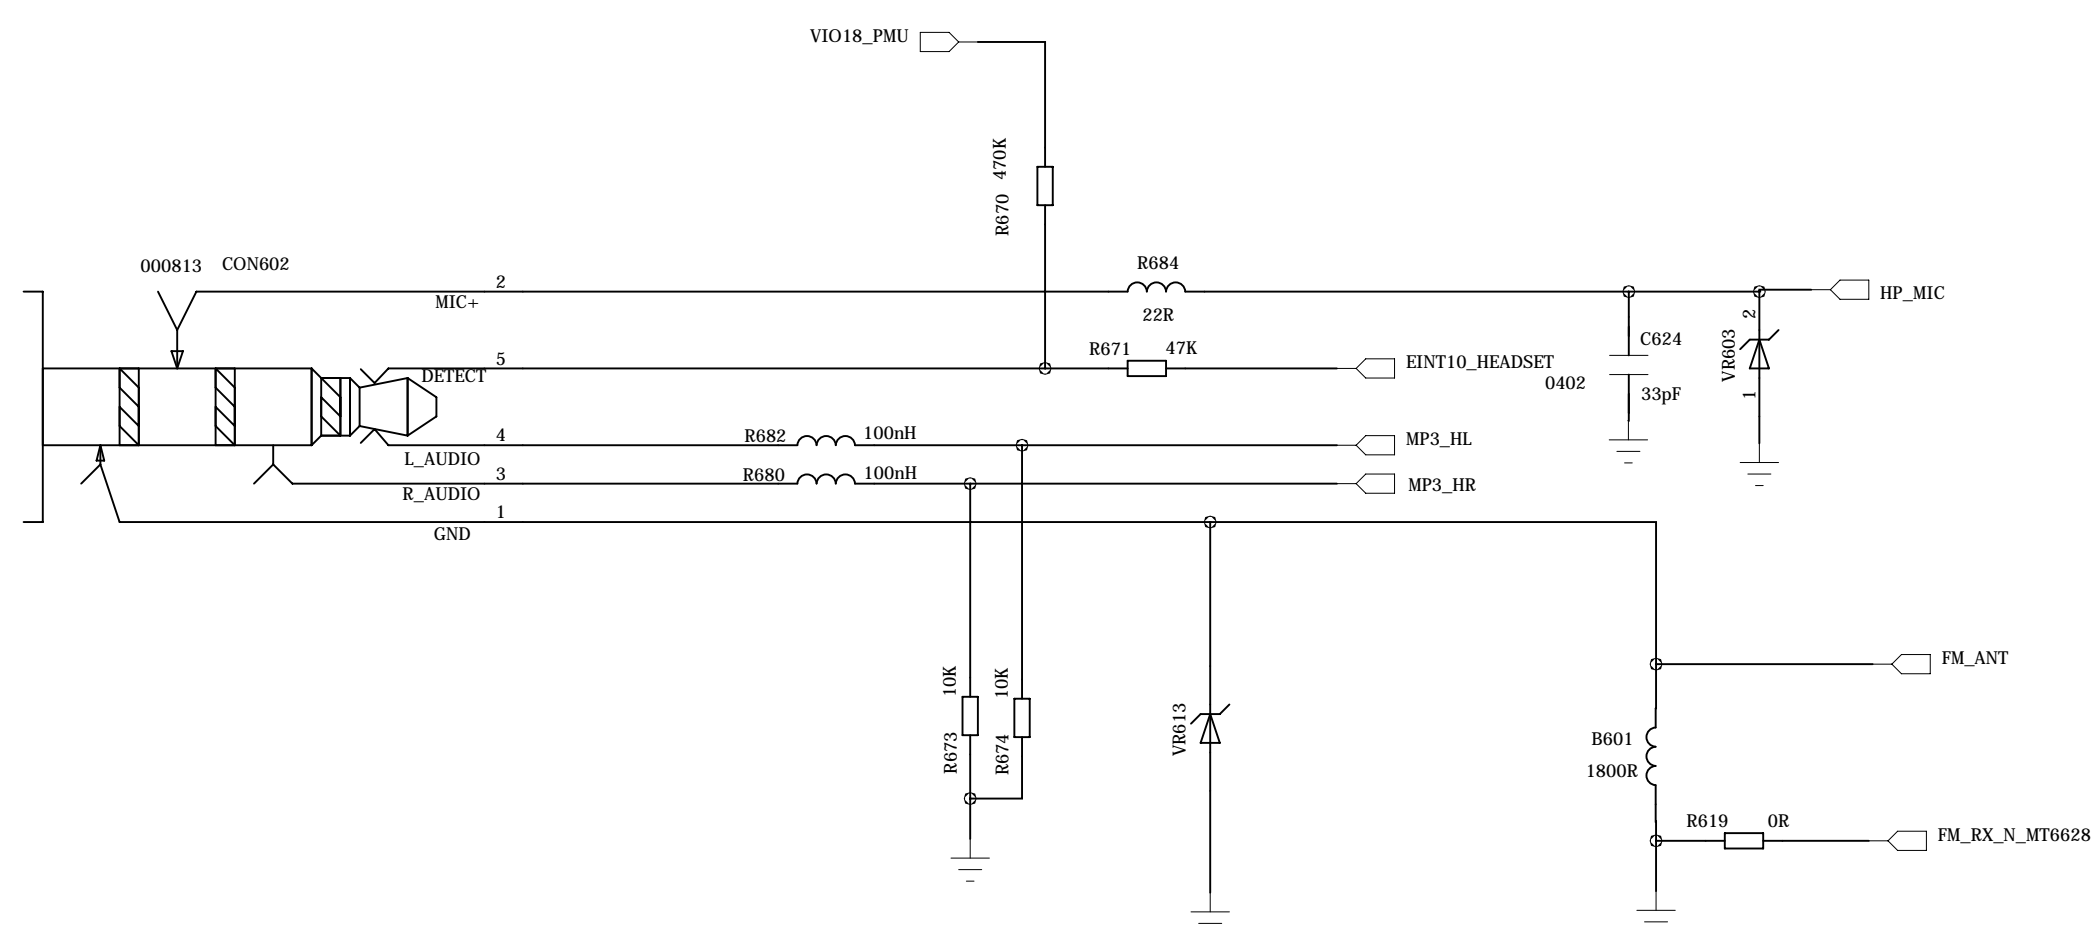 VIO18_PMU
470K
R670
000813 CON602
R684
2
MIC+
22R
HP_MIC
2
VR603
1
C624
33pF
0402
5
DETECT
R671 47K
EINT10_HEADSET
4
L_AUDIO
R682 100nH
MP3_HL
3
R_AUDIO
R680 100nH
MP3_HR
1
GND
10K
R673
10K
R674
VR613
FM_ANT
B601
1800R
R619 0R
FM_RX_N_MT6628